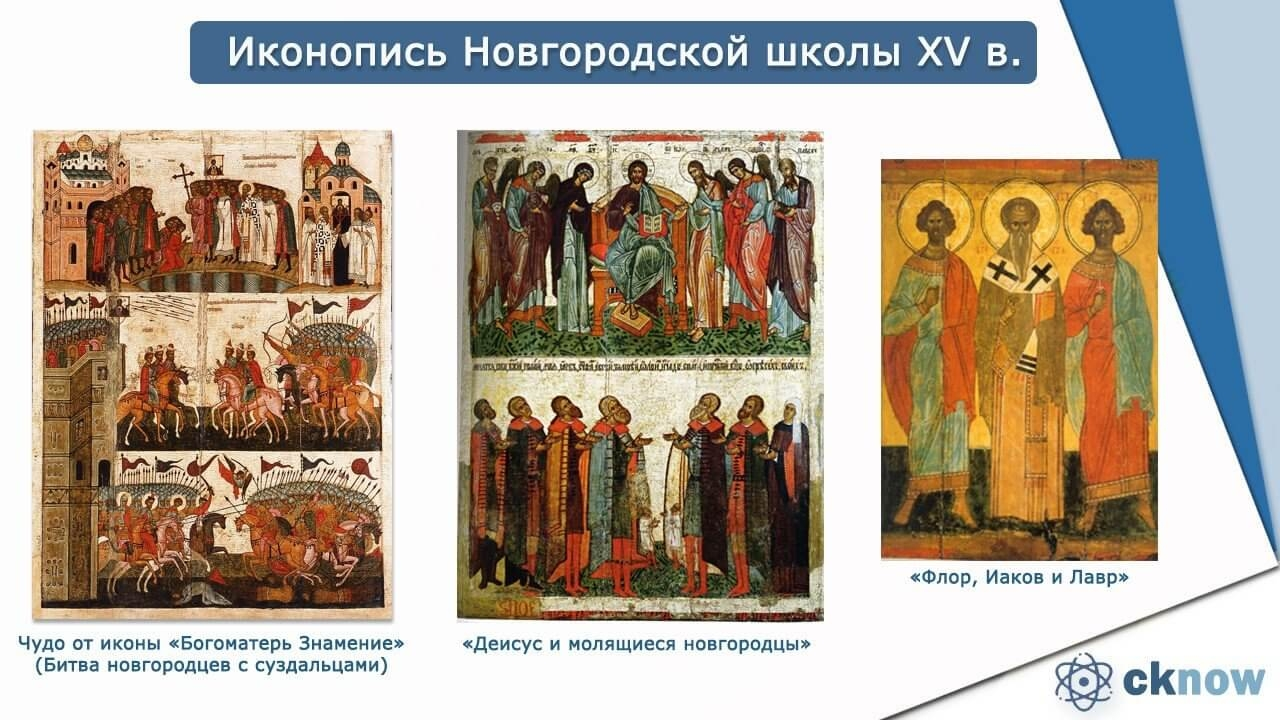 Иконопись Новгородской школы XV в.
Чудо от иконы «Богоматерь Знамение»
(Битва новгородцев с суздальцами)
«Деисус и молящиеся новгородцы»
«Флор, Иаков и Лавр»
cknow